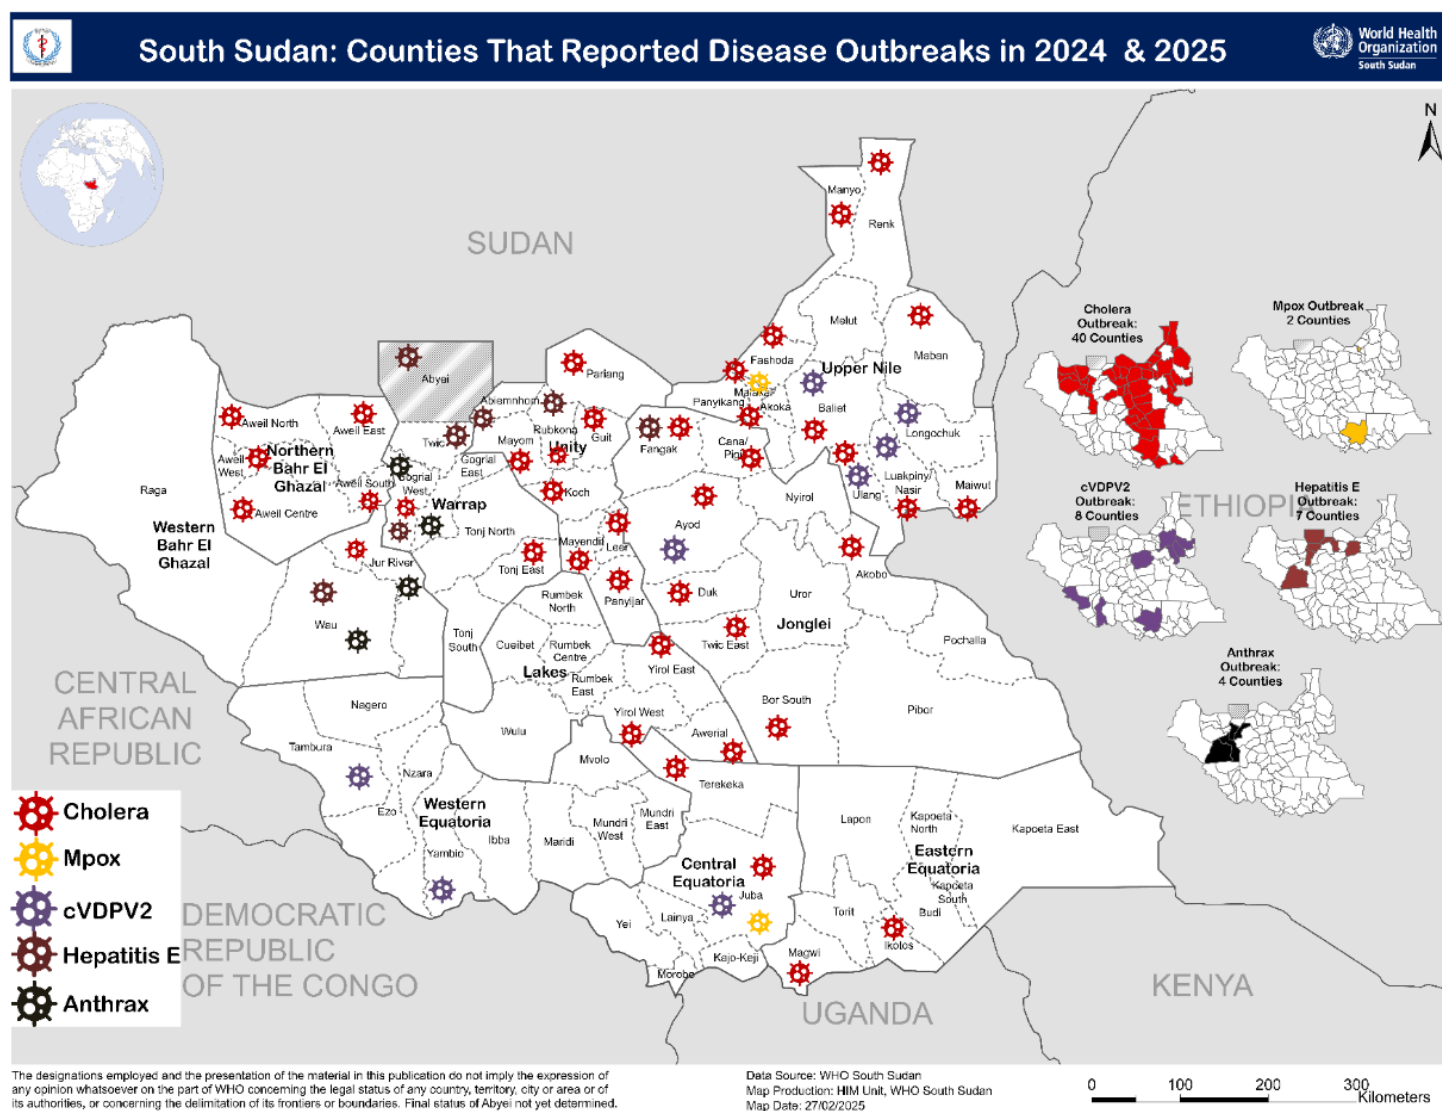 South Sudan: Counties That Reported Disease Outbreaks in 2024 & 2025
World Health
Organization
South Sudan
N
SUDAN
Manyo
Renk
Melut
Maban
Fashoda
Upper Nile
Malakal
Panyikang
Akoka
Baliet
Longochuk
Abyei
Pariang
Abiemnhom
Aweil North
Aweil East
Twic
Mayom
Rubkona
Guit
Unity
Fangak
Cana/
Pigi
Northern
Bahr El
Ghazal
Aweil
West
Gogrial
East
Aweil South
Gogrial
West
Koch
Nyirol
Ulang
Luakpiny/
Nasir
Maiwut
Raga
Aweil Centre
Warrap
Tonj North
Ayod
Western
Bahr El
Ghazal
Mayendit
Leer
Jur River
Tonj East
Akobo
Rumbek
North
Panyijar
Duk
Uror
Wau
Tonj
South
Cueibet
Rumbek
Centre
Twic East
Jonglei
Pochalla
Lakes
Rumbek
East
Yirol East
CENTRAL
AFRICAN
REPUBLIC
Nagero
Wulu
Yirol West
Awerial
Bor South
Pibor
Tambura
Nzara
Mvolo
Terekeka
Ezo
Western
Equatoria
Yambio
Ibba
Maridi
Mundri
West
Mundri
East
Lapon
Kapoeta
North
Kapoeta East
Central
Equatoria
Juba
Eastern
Equatoria
Kapoeta
South
Yei
Lainya
Torit
Budi
Ikolos
Kajo-Keji
Magwi
Morobo
DEMOCRATIC
REPUBLIC
OF THE CONGO
UGANDA
KENYA
ETHIOPIA
Cholera
Outbreak:
40 Counties
Mpox Outbreak
2 Counties
cVDPV2
Outbreak:
8 Counties
Hepatitis E
Outbreak:
7 Counties
Anthrax
Outbreak:
4 Counties
Cholera
Mpox
cVDPV2
Hepatitis E
Anthrax
The designations employed and the presentation of the material in this publication do not imply the expression of
any opinion whatsoever on the part of WHO concerning the legal status of any country, territory, city or area or of
its authorities, or concerning the delimitation of its frontiers or boundaries. Final status of Abyei not yet determined.
Data Source: WHO South Sudan
Map Production: HIM Unit, WHO South Sudan
Map Date: 27/02/2025
0 100 200 300
Kilometers